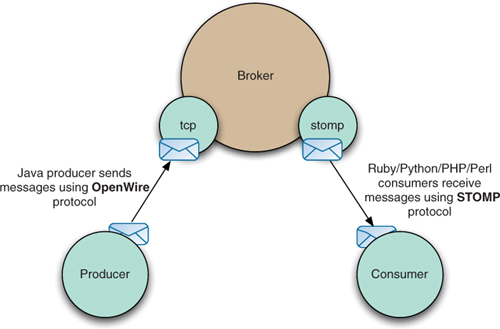 Broker
tcp
stomp
Java producer sends
messages using OpenWire
protocol
Ruby/Python/PHP/Perl
consumers receive
messages using STOMP
protocol
Producer
Consumer